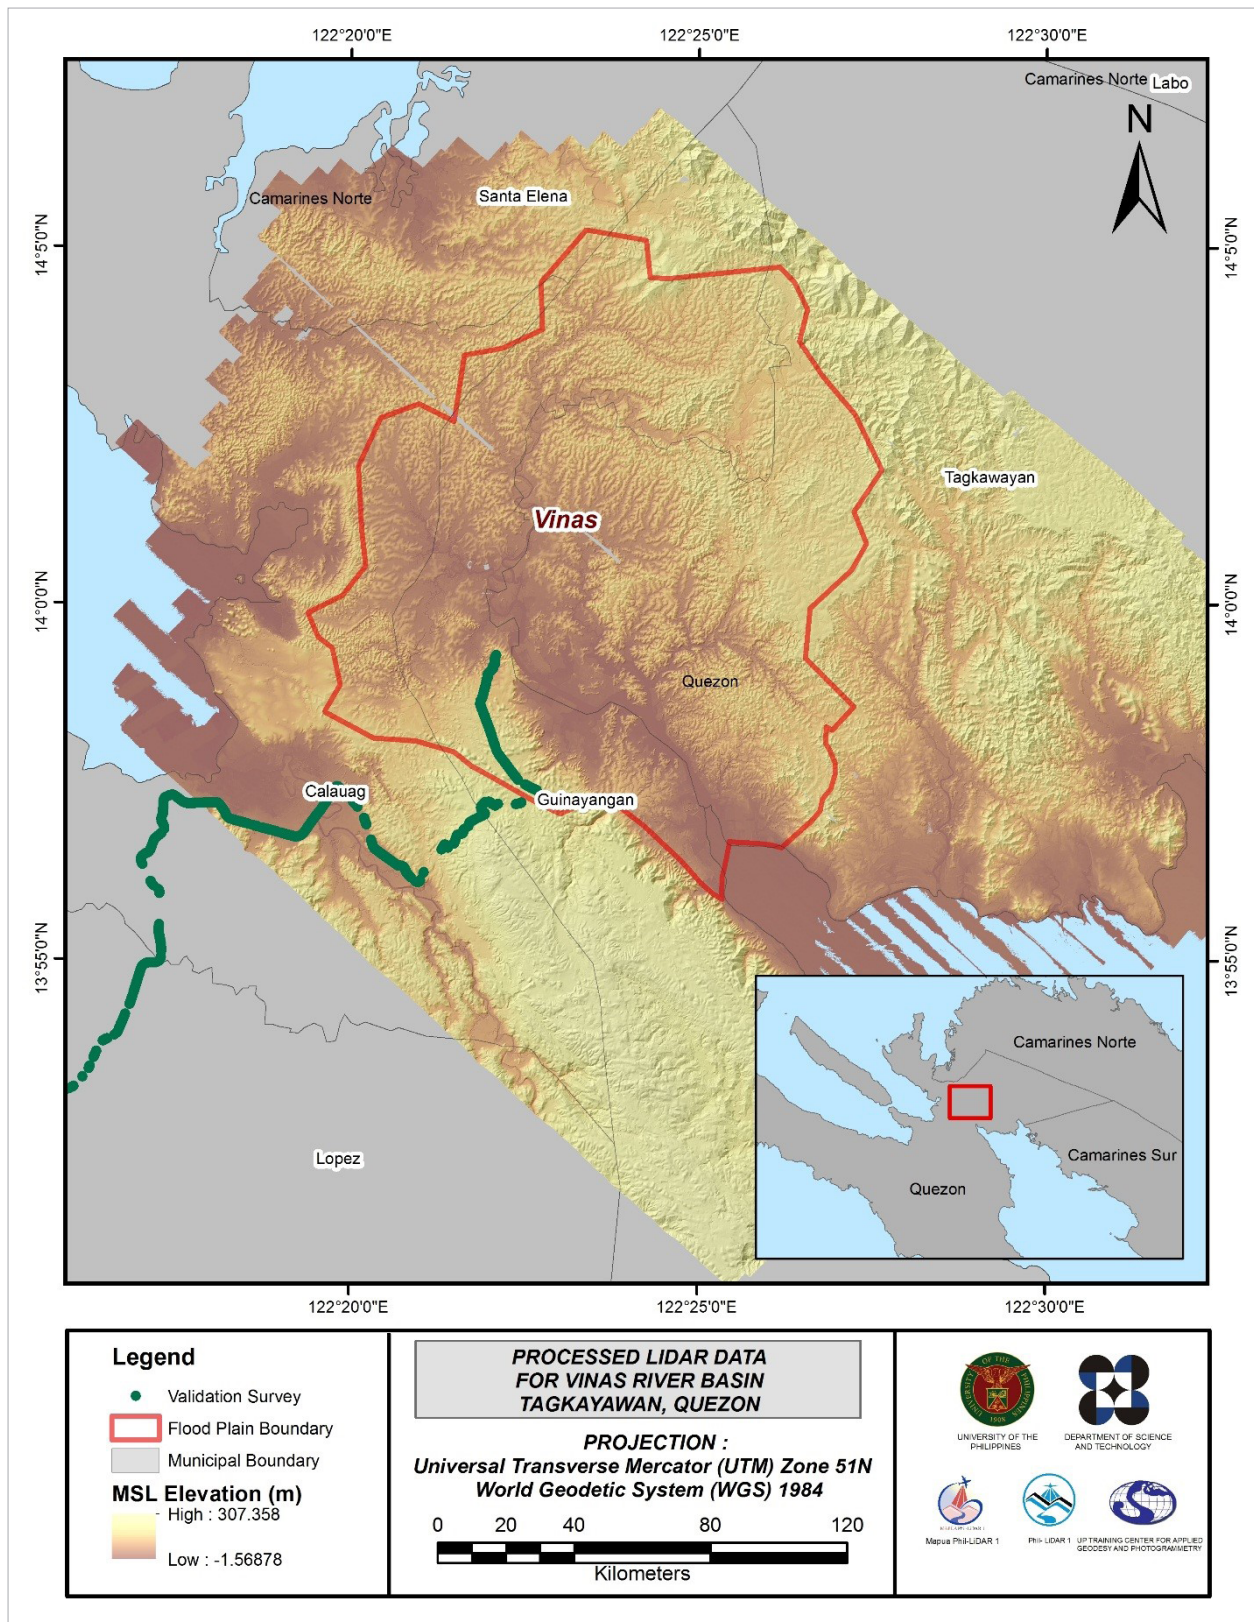 122°20'0"E
122°25'0"E
122°30'0"E
Camarines Norte
Labo
N
Camarines Norte
Santa Elena
14°5'0"N
14°5'0"N
Tagkawayan
Vinas
14°0'0"N
14°0'0"N
Quezon
Calauag
Guinayangan
13°55'0"N
13°55'0"N
Camarines Norte
Camarines Sur
Quezon
Lopez
122°20'0"E
122°25'0"E
122°30'0"E
Legend
Validation Survey
Flood Plain Boundary
Municipal Boundary
MSL Elevation (m)
High : 307.358
Low : -1.56878
PROCESSED LIDAR DATA
FOR VINAS RIVER BASIN
TAGKAYAWAN, QUEZON
PROJECTION :
Universal Transverse Mercator (UTM) Zone 51N
World Geodetic System (WGS) 1984
0 20 40 80 120
Kilometers
UNIVERSITY OF THE PHILIPPINES
1908
UNIVERSITY OF THE
PHILIPPINES
DEPARTMENT OF SCIENCE
AND TECHNOLOGY
Mapua Phil-LiDAR 1
Phil- LiDAR 1
UP TRAINING CENTER FOR APPLIED
GEODESY AND PHOTOGRAMMETRY